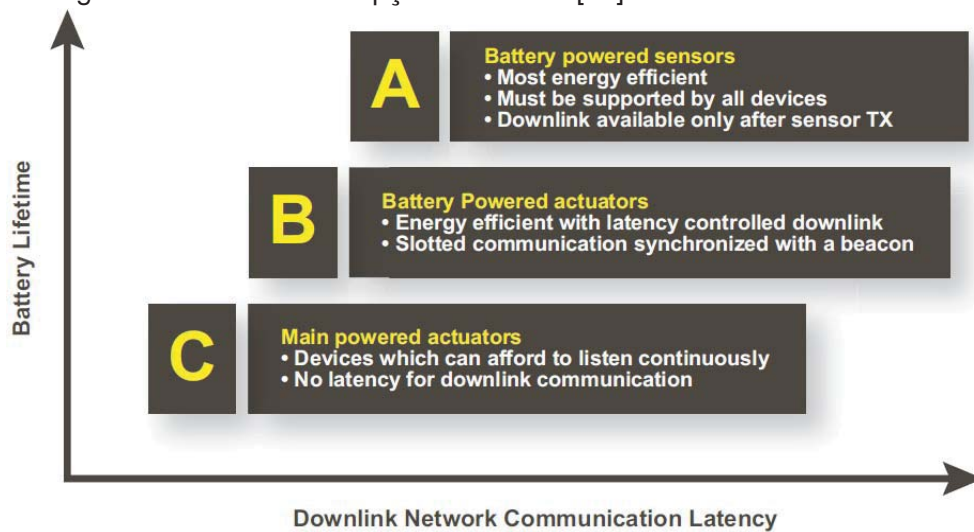 A
Battery powered sensors
• Most energy efficient
• Must be supported by all devices
• Downlink available only after sensor TX
B
Battery Powered actuators
• Energy efficient with latency controlled downlink
• Slotted communication synchronized with a beacon
C
Main powered actuators
• Devices which can afford to listen continuously
• No latency for downlink communication
Battery Lifetime
Downlink Network Communication Latency